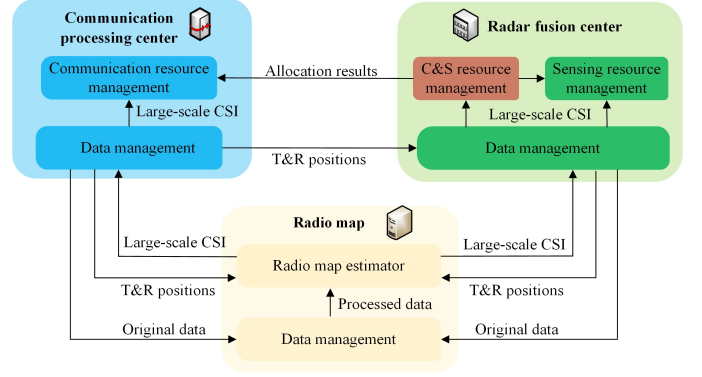 Communication
processing center
Radar fusion center
Communication resource
management
Allocation results
C&S resource
management
Sensing resource
management
Large-scale CSI
Large-scale CSI
Data management
T&R positions
Data management
Radio map
Large-scale CSI
Large-scale CSI
Radio map estimator
T&R positions
T&R positions
Processed data
Original data
Original data
Data management